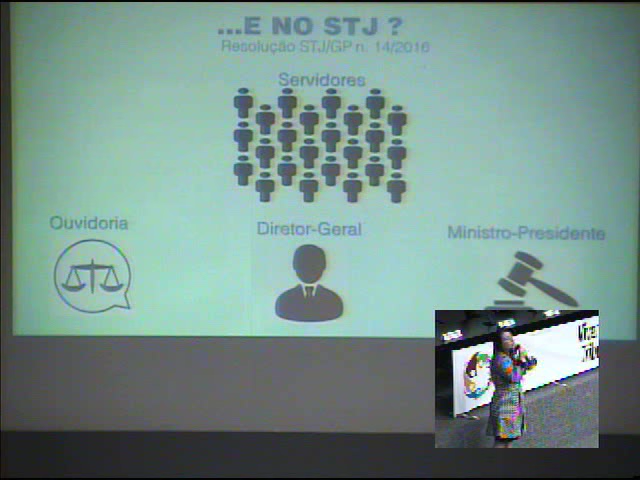 ...E NO STJ ?
Resolução STJ/GP n. 14/2016
Servidores
Ouvidoria
Diretor-Geral
Ministro-Presidente